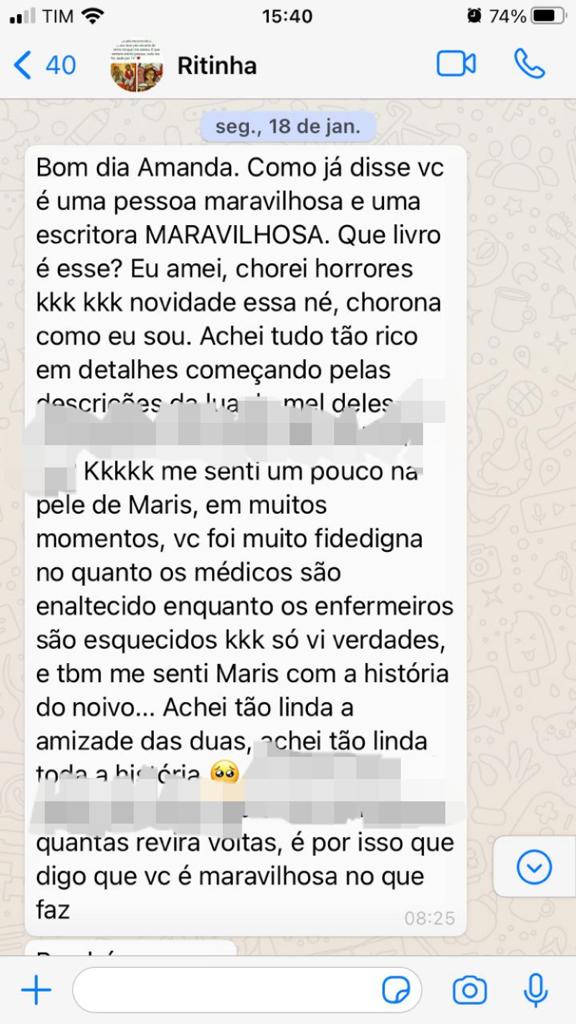 TIM
15:40
74%
40
Ritinha
seg., 18 de jan.
Bom dia Amanda. Como já disse vc
é uma pessoa maravilhosa e uma
escritora MARAVILHOSA. Que livro
é esse? Eu amei, chorei horrores
kkk kkk novidade essa né, chorona
como eu sou. Achei tudo tão rico
em detalhes começando pelas
descrições da lua de mel deles
Kkkkk me senti um pouco na
pele de Maris, em muitos
momentos, vc foi muito fidedigna
no quanto os médicos são
enaltecido enquanto os enfermeiros
são esquecidos kkk só vi verdades,
e tbm me senti Maris com a história
do noivo... Achei tão linda a
amizade das duas, achei tão linda
toda a história 🥺
quantas revira voltas, é por isso que
digo que vc é maravilhosa no que
faz
08:25